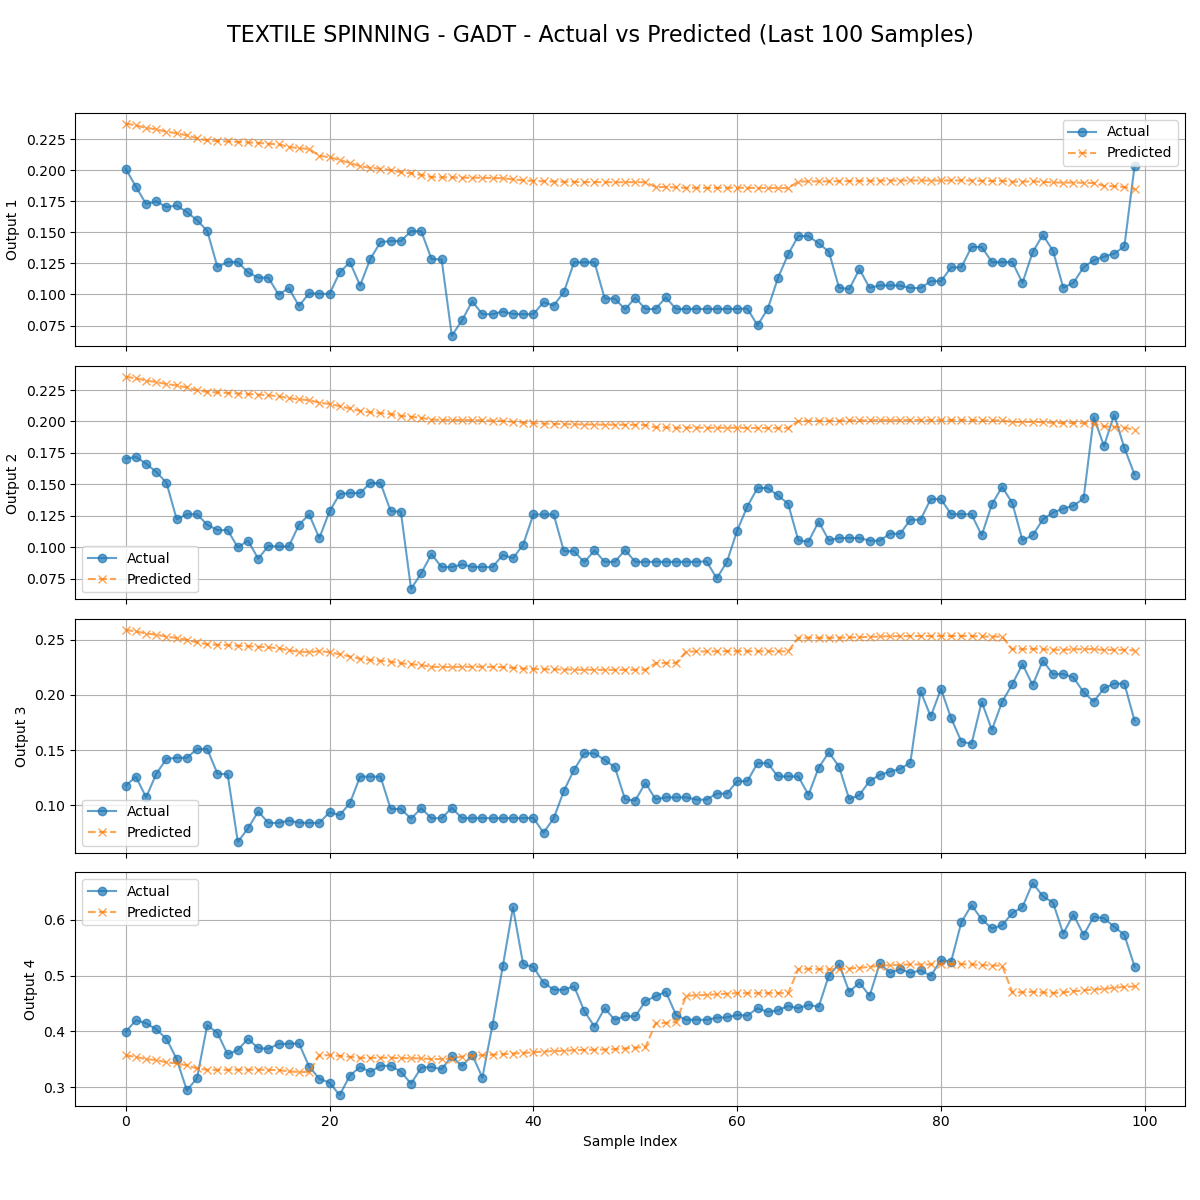 TEXTILE SPINNING - GADT - Actual vs Predicted (Last 100 Samples)
Output 1
0.225
0.200
0.175
0.150
0.125
0.100
0.075
Actual
Predicted
Output 2
0.225
0.200
0.175
0.150
0.125
0.100
0.075
Actual
Predicted
Output 3
0.25
0.20
0.15
0.10
Actual
Predicted
Output 4
0.6
0.5
0.4
0.3
Actual
Predicted
0 20 40 60 80 100
Sample Index